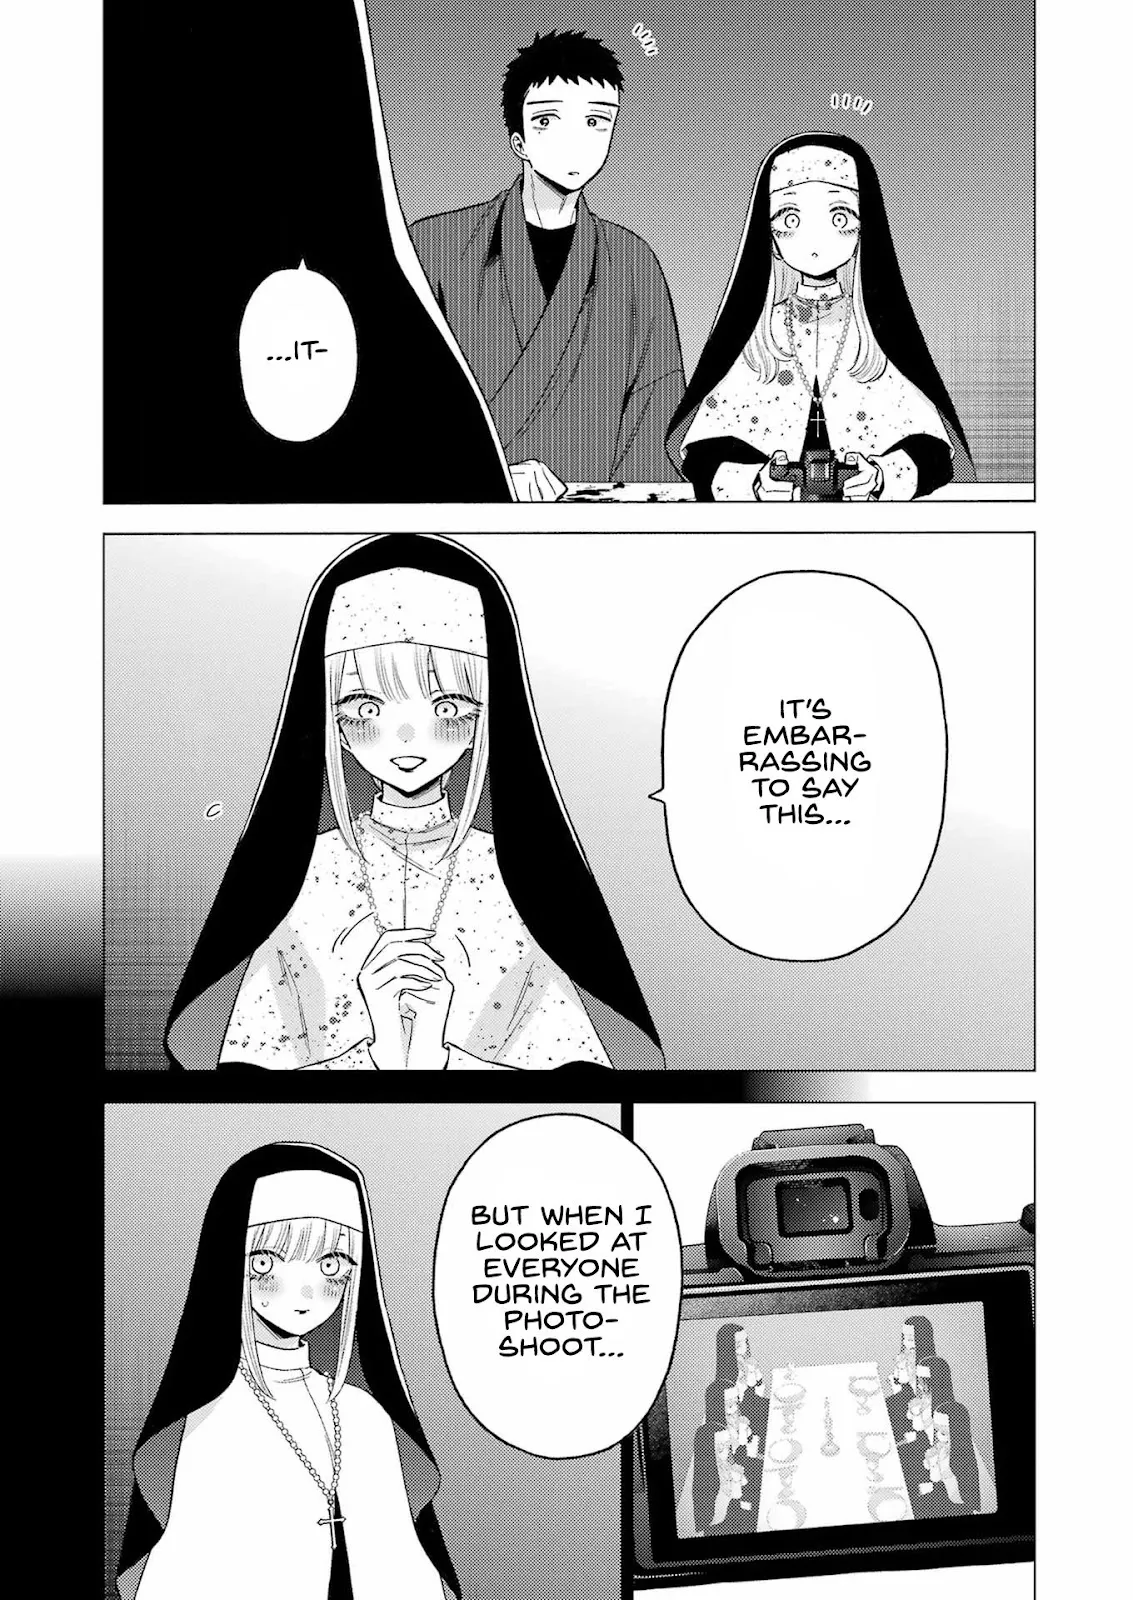 ...IT-
IT'S
EMBAR-
RASSING
TO SAY
THIS...
BUT WHEN I
LOOKED AT
EVERYONE
DURING THE
PHOTO-
SHOOT...